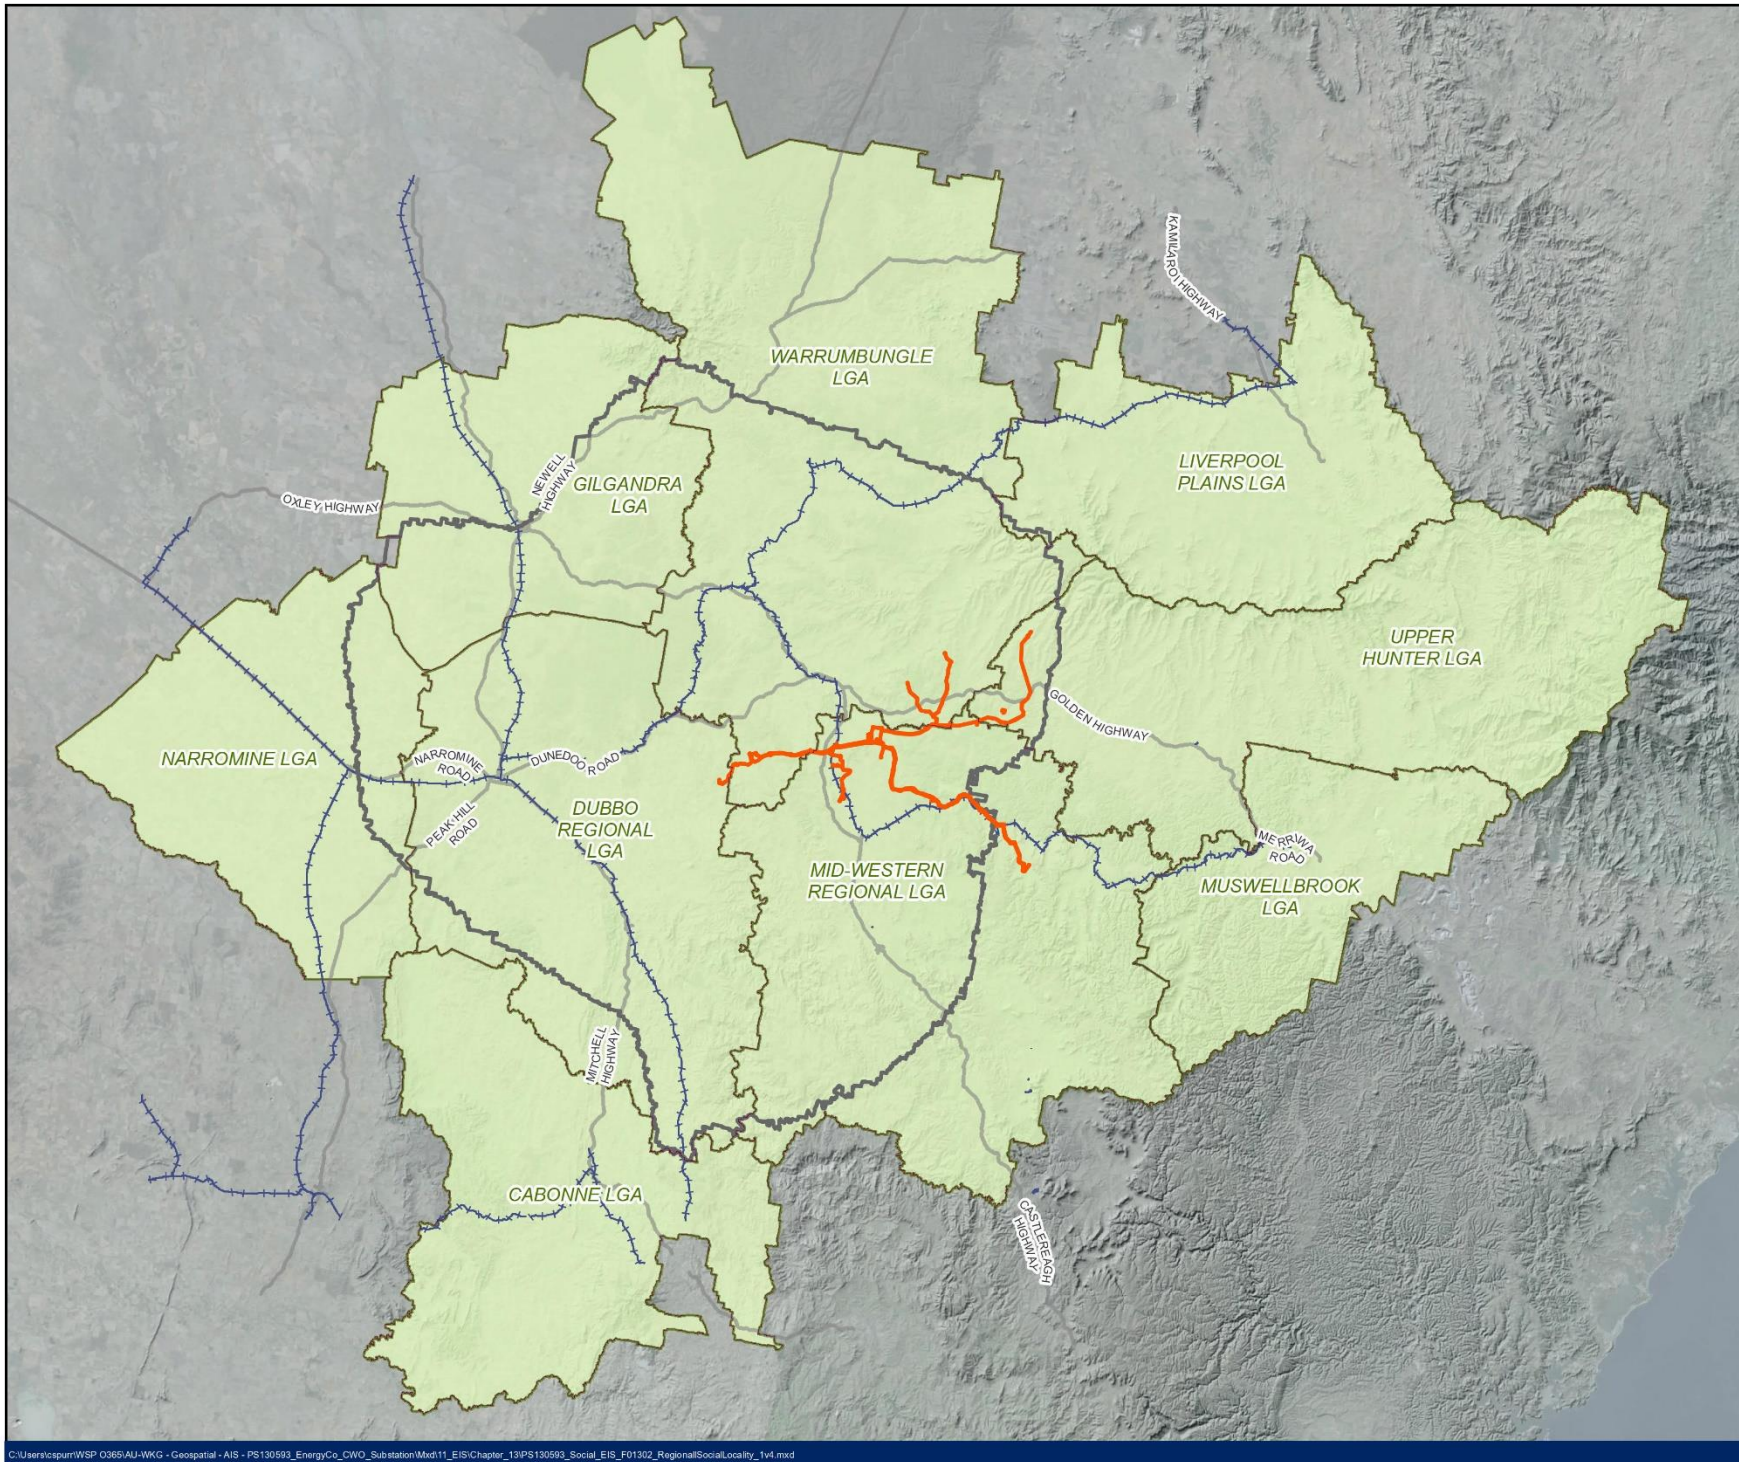 KAMILAROI HIGHWAY
WARRUMBUNGLE
LGA
LIVERPOOL
PLAINS LGA
NEWELL
HIGHWAY
GILGANDRA
LGA
OXLEY HIGHWAY
UPPER
HUNTER LGA
GOLDEN HIGHWAY
NARROMINE LGA
NARROMINE
ROAD
DUNEDOO ROAD
PEAK HILL
ROAD
DUBBO
REGIONAL
LGA
MID-WESTERN
REGIONAL LGA
MERRIWA
ROAD
MUSWELLBROOK
LGA
MITCHELL
HIGHWAY
CABONNE LGA
CASTLEREAGH
HIGHWAY
C:\Users\cspurr\WSP O365\AU-WKG - Geospatial - AIS - PS130593_EnergyCo_CWO_Substation\Mxd\11_EIS\Chapter_13\PS130593_Social_EIS_F01302_RegionalSocialLocality_1v4.mxd